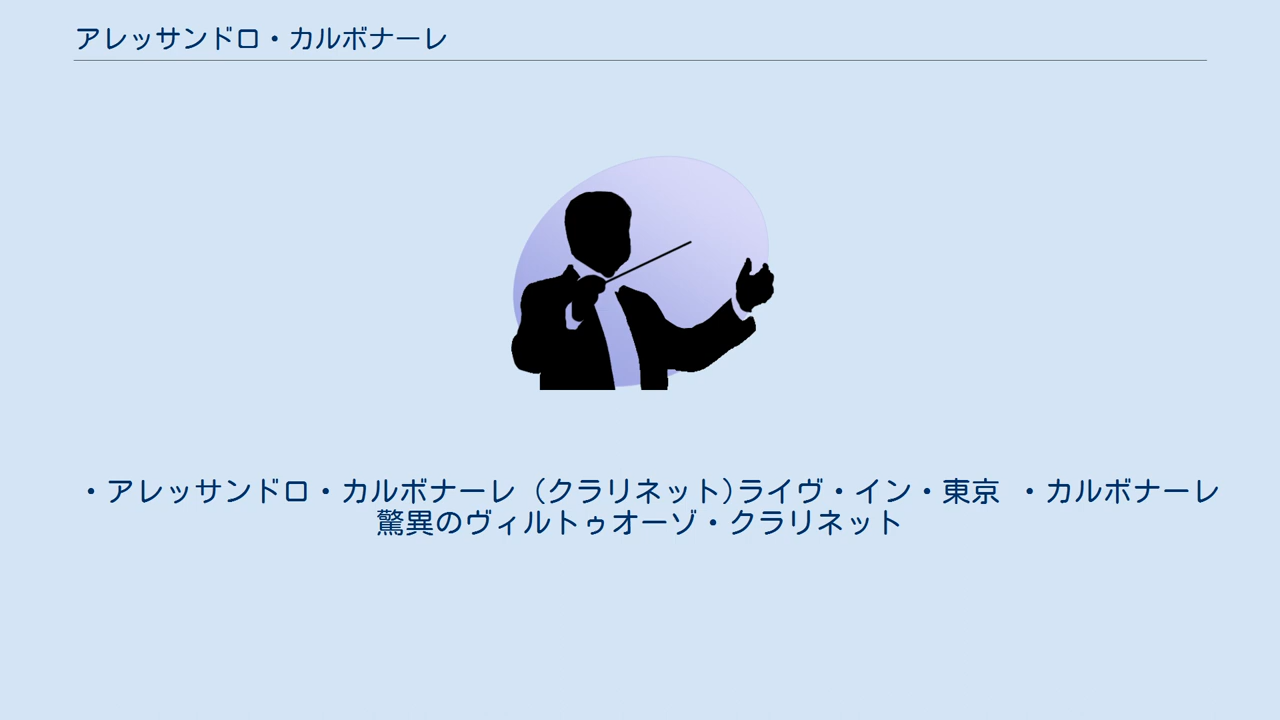 アレッサンドロ・カルボナーレ
・アレッサンドロ・カルボナーレ (クラリネット)ライヴ・イン・東京 ・カルボナーレ
驚異のヴィルトゥオーゾ・クラリネット